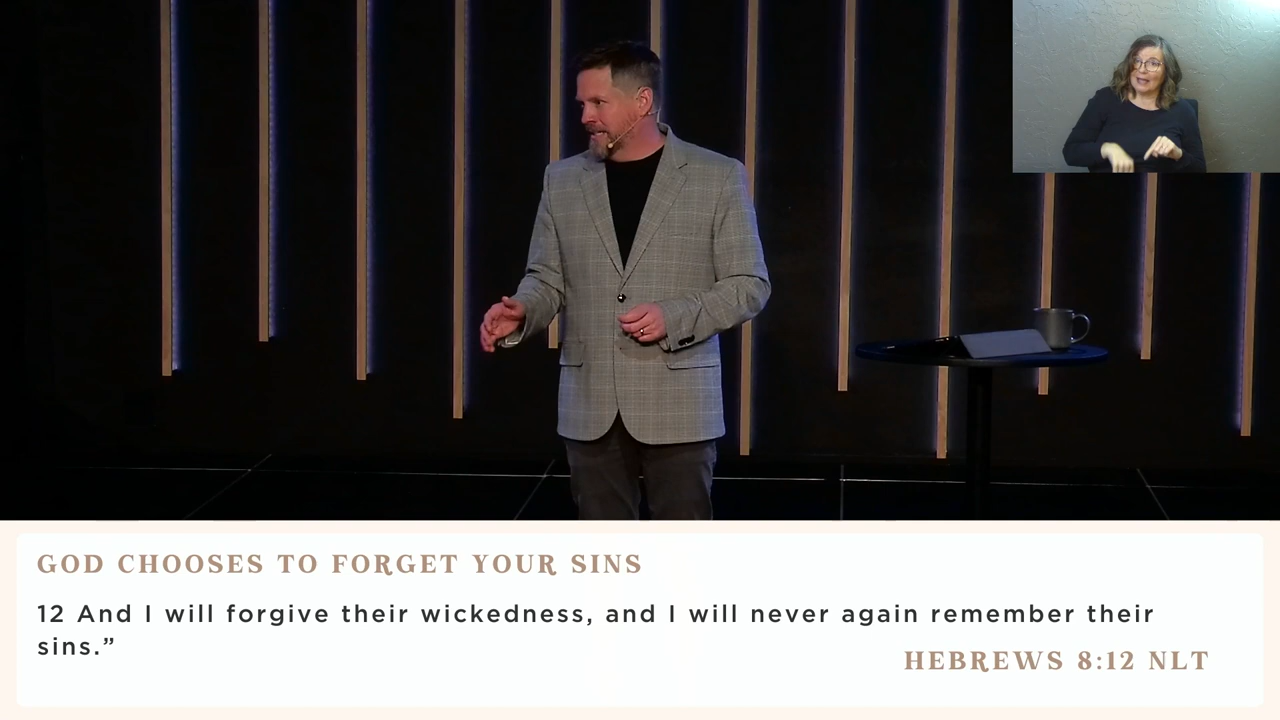 GOD CHOOSES TO FORGET YOUR SINS
12 And I will forgive their wickedness, and I will never again remember their
sins.”
HEBREWS 8:12 NLT